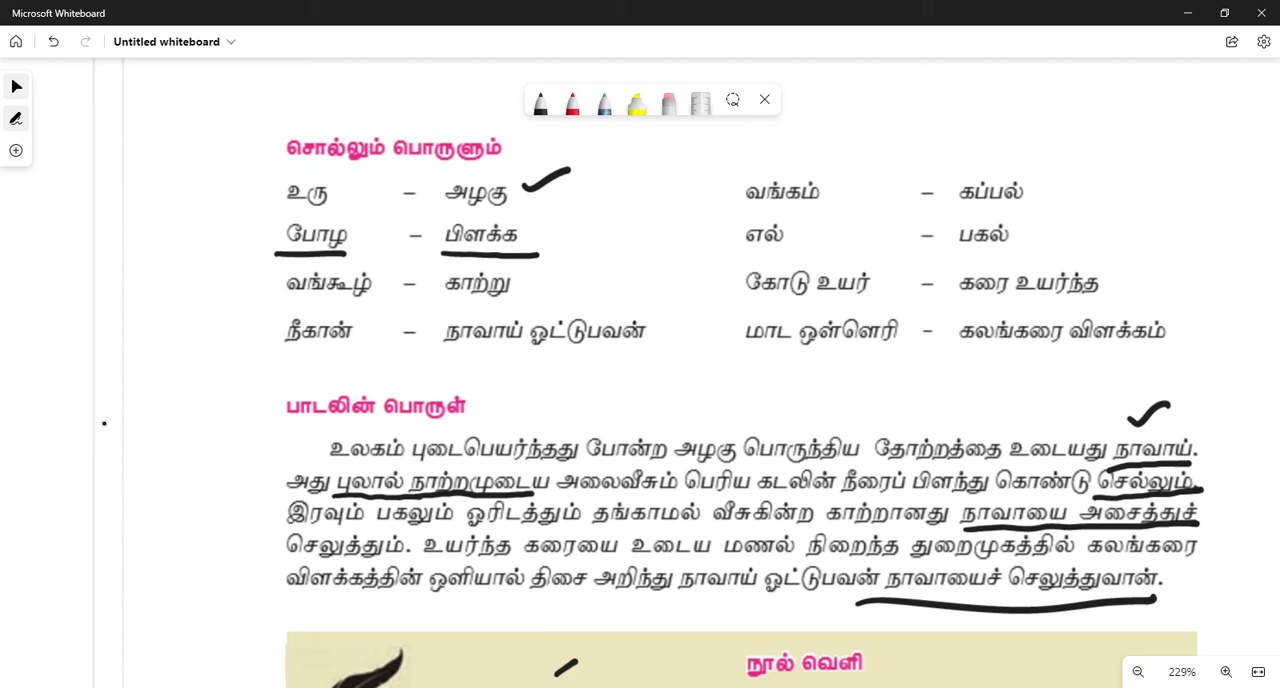 Microsoft Whiteboard
Untitled whiteboard
சொல்லும் பொருளும்
உரு – அழகு வங்கம் – கப்பல்
போழ – பிளக்க எல் – பகல்
வங்கூழ் – காற்று கோடு உயர் – கரை உயர்ந்த
நீகான் – நாவாய் ஓட்டுபவன் மாட ஒள்ளெரி - கலங்கரை விளக்கம்
பாடலின் பொருள்
உலகம் புடைபெயர்ந்தது போன்ற அழகு பொருந்திய தோற்றத்தை உடையது நாவாய்.
அது புலால் நாற்றமுடைய அலைவீசும் பெரிய கடலின் நீரைப் பிளந்து கொண்டு செல்லும்.
இரவும் பகலும் ஓரிடத்தும் தங்காமல் வீசுகின்ற காற்றானது நாவாயை அசைத்துச்
செலுத்தும். உயர்ந்த கரையை உடைய மணல் நிறைந்த துறைமுகத்தில் கலங்கரை
விளக்கத்தின் ஒளியால் திசை அறிந்து நாவாய் ஓட்டுபவன் நாவாயைச் செலுத்துவான்.
நூல் வெளி
229%